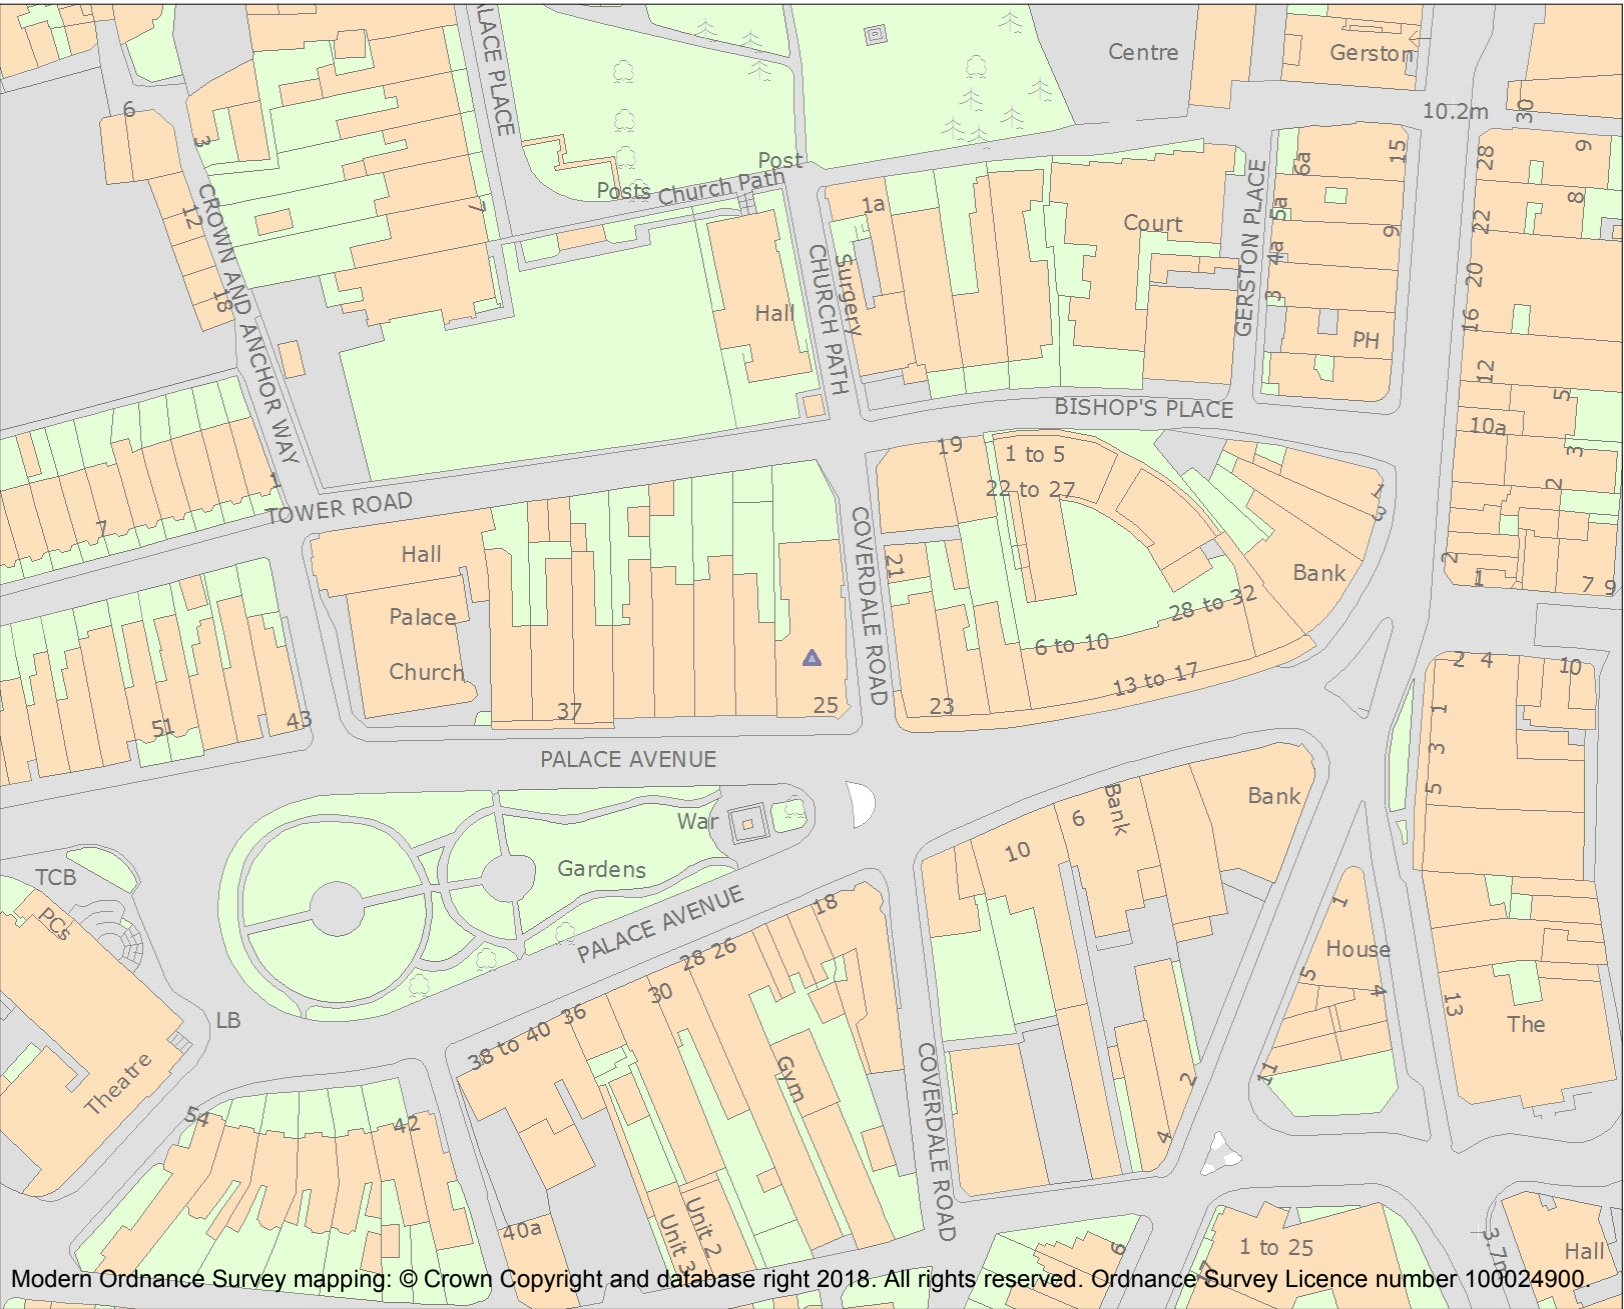 PALACE PLACE
Centre
Gerston
6
3
10.2m
30
Post
Posts
Church Path
15
28
9
6a
12
7
1a
Court
GERSTON PLACE
5a
9
22
8
CROWN AND ANCHOR WAY
18
Hall
CHURCH PATH
Surgery
4a
3
PH
20
16
12
BISHOP'S PLACE
5
10a
3
2
19
1 to 5
22 to 27
1
3
1
7
TOWER ROAD
Hall
COVERDALE ROAD
21
Bank
2
1
7 9
Palace
Church
28 to 32
6 to 10
13 to 17
2 4
10
51
43
37
25
23
1
3
5
PALACE AVENUE
War
Gardens
10
6
Bank
Bank
TCB
PCs
PALACE AVENUE
18
28 26
30
36
38 to 40
1
House
5
4
13
The
LB
Theatre
Gym
COVERDALE ROAD
2
11
4
54
42
40a
Unit 3
Unit 2
6
17
1 to 25
3.7m
Hall
Modern Ordnance Survey mapping: © Crown Copyright and database right 2018. All rights reserved. Ordnance Survey Licence number 100024900.